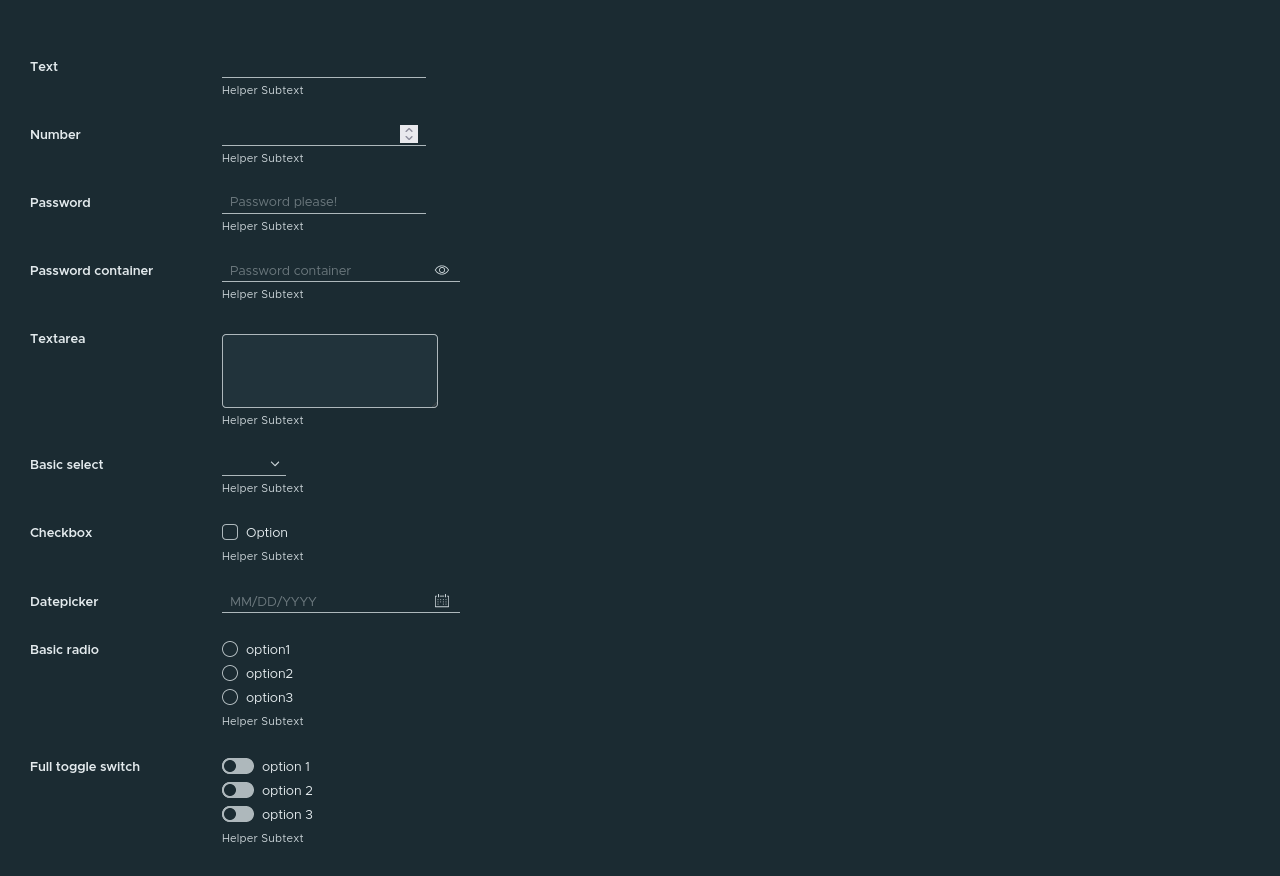 Text
Helper Subtext
Number
Helper Subtext
Password Password please!
Helper Subtext
Password container Password container
Helper Subtext
Textarea
Helper Subtext
Basic select
Helper Subtext
Checkbox Option
Helper Subtext
Datepicker MM/DD/YYYY
Basic radio option1
option2
option3
Helper Subtext
Full toggle switch option 1
option 2
option 3
Helper Subtext